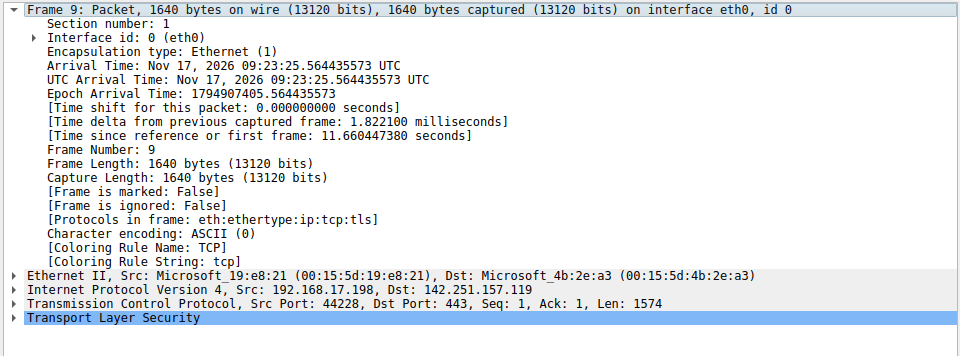 Frame 9: Packet, 1640 bytes on wire (13120 bits), 1640 bytes captured (13120 bits) on interface eth0, id 0
Section number: 1
Interface id: 0 (eth0)
Encapsulation type: Ethernet (1)
Arrival Time: Nov 17, 2026 09:23:25.564435573 UTC
UTC Arrival Time: Nov 17, 2026 09:23:25.564435573 UTC
Epoch Arrival Time: 1794907405.564435573
[Time shift for this packet: 0.000000000 seconds]
[Time delta from previous captured frame: 1.822100 milliseconds]
[Time since reference or first frame: 11.660447380 seconds]
Frame Number: 9
Frame Length: 1640 bytes (13120 bits)
Capture Length: 1640 bytes (13120 bits)
[Frame is marked: False]
[Frame is ignored: False]
[Protocols in frame: eth:ethertype:ip:tcp:tls]
Character encoding: ASCII (0)
[Coloring Rule Name: TCP]
[Coloring Rule String: tcp]
Ethernet II, Src: Microsoft_19:e8:21 (00:15:5d:19:e8:21), Dst: Microsoft_4b:2e:a3 (00:15:5d:4b:2e:a3)
Internet Protocol Version 4, Src: 192.168.17.198, Dst: 142.251.157.119
Transmission Control Protocol, Src Port: 44228, Dst Port: 443, Seq: 1, Ack: 1, Len: 1574
Transport Layer Security